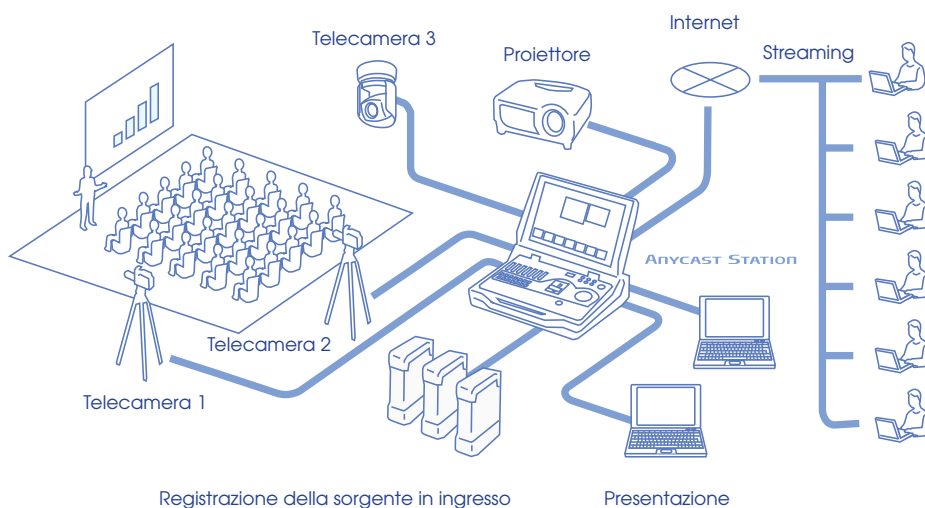 Internet
Telecamera 3
Proiettore
Streaming
ANYCAST STATION
Telecamera 2
Telecamera 1
Registrazione della sorgente in ingresso
Presentazione